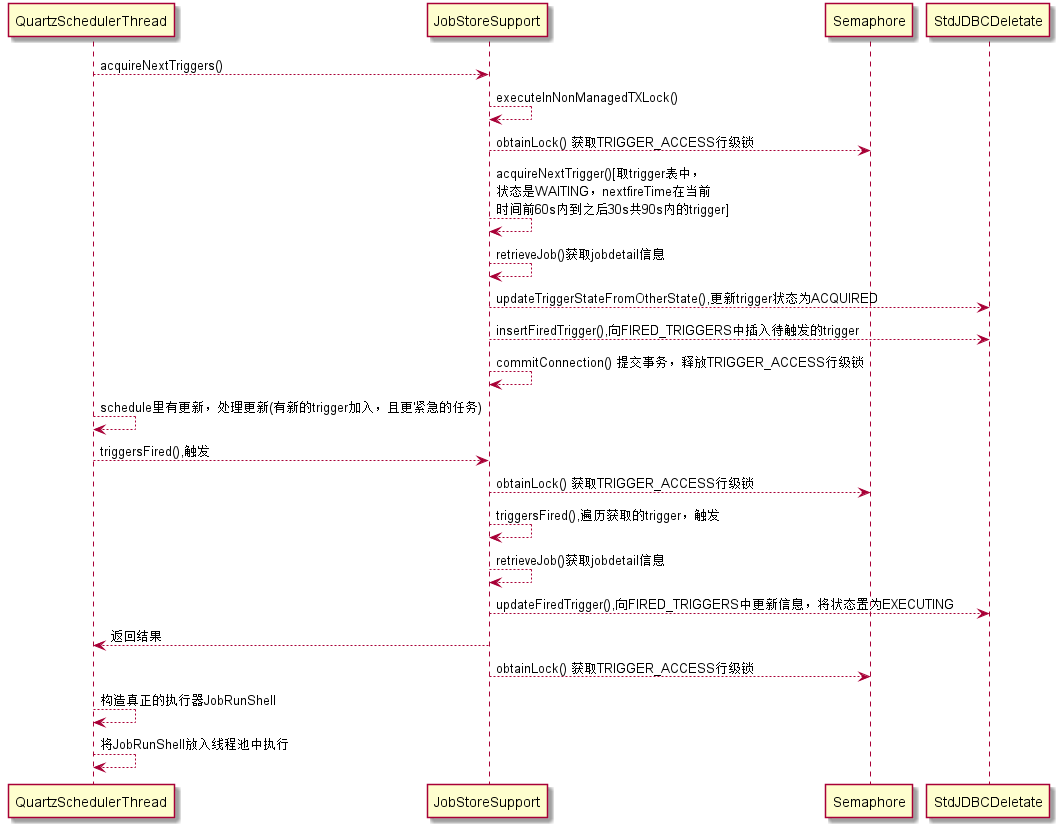 QuartzSchedulerThread
JobStoreSupport
Semaphore
StdJDBCDeletate
acquireNextTriggers()
executeInNonManagedTXLock()
obtainLock() 获取TRIGGER_ACCESS行级锁
acquireNextTrigger()[取trigger表中，
状态是WAITING，nextfireTime在当前
时间前60s内到之后30s共90s内的trigger]
retrieveJob()获取jobdetail信息
updateTriggerStateFromOtherState(),更新trigger状态为ACQUIRED
insertFiredTrigger(),向FIRED_TRIGGERS中插入待触发的trigger
commitConnection() 提交事务，释放TRIGGER_ACCESS行级锁
schedule里有更新，处理更新(有新的trigger加入，且更紧急的任务)
triggersFired(),触发
obtainLock() 获取TRIGGER_ACCESS行级锁
triggersFired(),遍历获取的trigger，触发
retrieveJob()获取jobdetail信息
updateFiredTrigger(),向FIRED_TRIGGERS中更新信息，将状态置为EXECUTING
返回结果
obtainLock() 获取TRIGGER_ACCESS行级锁
构造真正的执行器JobRunShell
将JobRunShell放入线程池中执行
QuartzSchedulerThread
JobStoreSupport
Semaphore
StdJDBCDeletate